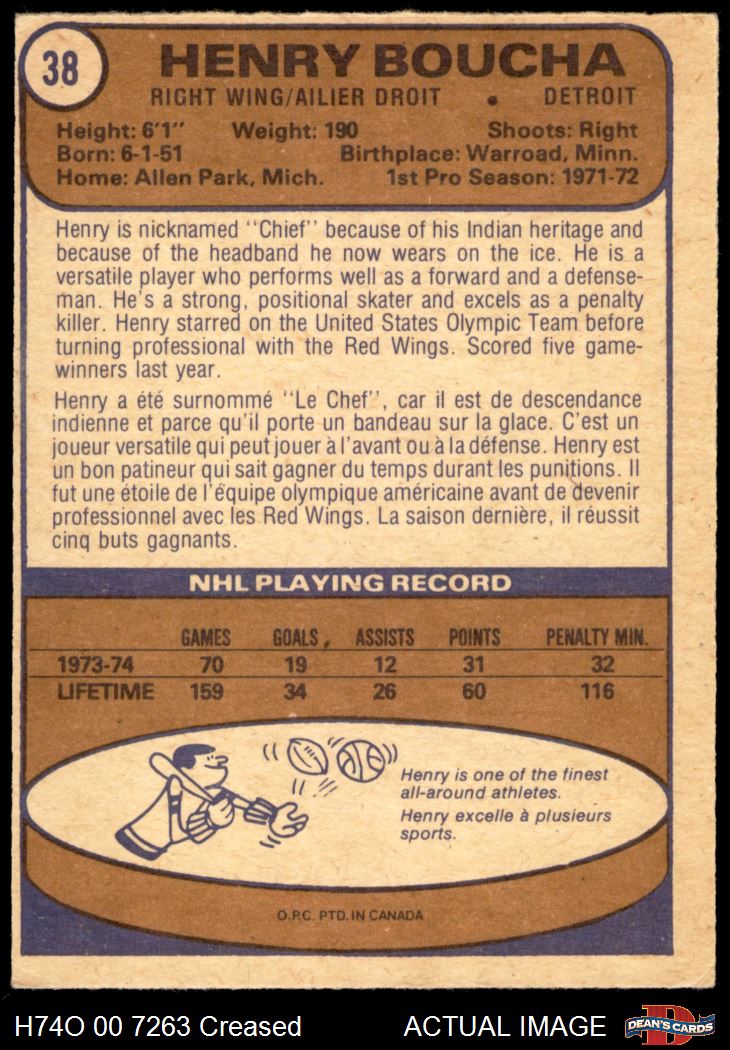 38
HENRY BOUCHA
RIGHT WING/AILIER DROIT • DETROIT
Height: 6'1" Weight: 190 Shoots: Right
Born: 6-1-51 Birthplace: Warroad, Minn.
Home: Allen Park, Mich. 1st Pro Season: 1971-72
Henry is nicknamed "Chief" because of his Indian heritage and
because of the headband he now wears on the ice. He is a
versatile player who performs well as a forward and a defense-
man. He's a strong, positional skater and excels as a penalty
killer. Henry starred on the United States Olympic Team before
turning professional with the Red Wings. Scored five game-
winners last year.
Henry a été surnommé "Le Chef", car il est de descendance
indienne et parce qu'il porte un bandeau sur la glace. C'est un
joueur versatile qui peut jouer à l'avant ou à la défense. Henry est
un bon patineur qui sait gagner du temps durant les punitions. Il
fut une étoile de l'équipe olympique américaine avant de devenir
professionnel avec les Red Wings. La saison dernière, il réussit
cinq buts gagnants.
NHL PLAYING RECORD
GAMES GOALS ASSISTS POINTS PENALTY MIN.
1973-74 70 19 12 31 32
LIFETIME 159 34 26 60 116
Henry is one of the finest
all-around athletes.
Henry excelle à plusieurs
sports.
O.P.C. PTD. IN CANADA
H74O 00 7263 Creased ACTUAL IMAGE
D
DEAN'S CARDS